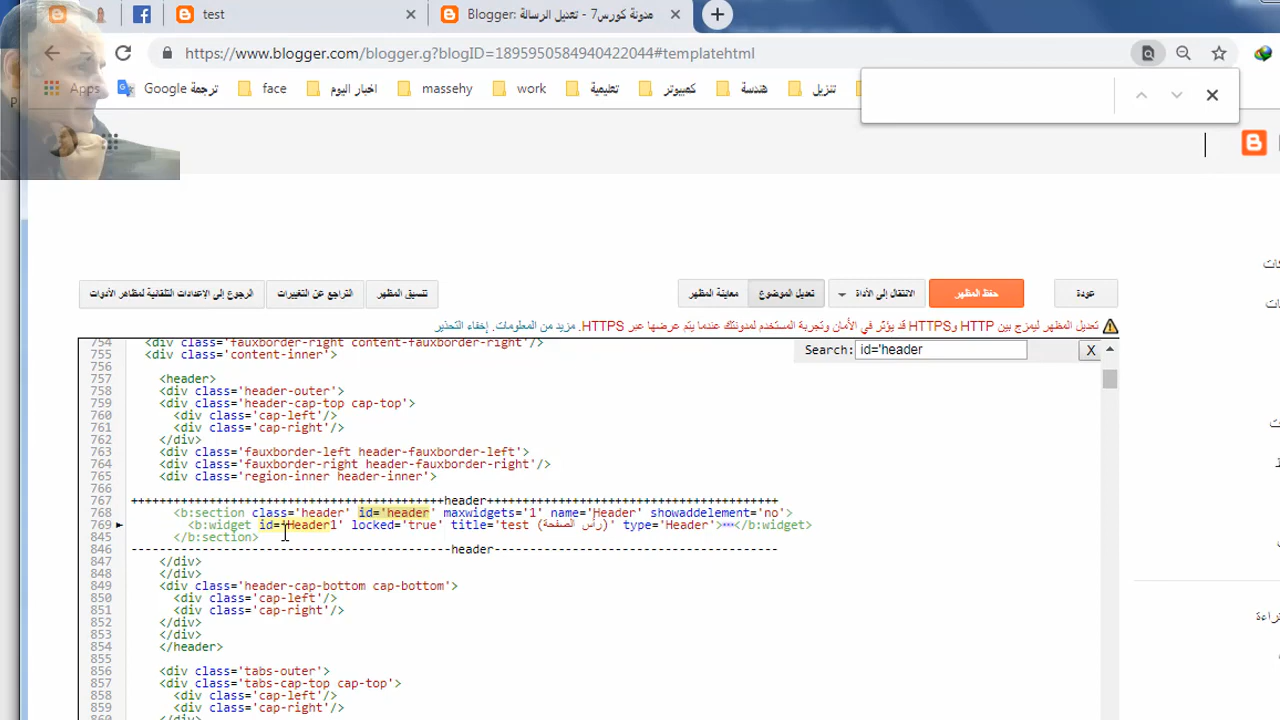 test
Blogger: مدونة كورس7 - تعديل الرسالة
https://www.blogger.com/blogger.g?blogID=1895950584940422044#templatehtml
Apps
ترجمة Google
face
اخبار اليوم
massehy
work
تعليمية
كمبيوتر
هندسة
تنزيل
عودة
حفظ المظهر
الانتقال إلى الأداة
تعديل الموضوع
معاينة المظهر
تنسيق المظهر
التراجع عن التغييرات
الرجوع إلى الإعدادات التلقائية لمظاهر الأدوات
تعديل المظهر ليمزج بين HTTP وHTTPS قد يؤثر في الأمان وتجربة المستخدم لمدونتك عندما يتم عرضها عبر HTTPS. مزيد من المعلومات. إخفاء التحذير
Search: id='header X
754 <div class='fauxborder-right content-fauxborder-right'/>
755 <div class='content-inner'>
756
757 <header>
758 <div class='header-outer'>
759 <div class='header-cap-top cap-top'>
760 <div class='cap-left'/>
761 <div class='cap-right'/>
762 </div>
763 <div class='fauxborder-left header-fauxborder-left'>
764 <div class='fauxborder-right header-fauxborder-right'/>
765 <div class='region-inner header-inner'>
766
767 ++++++++++++++++++++++++++++++++++++++++++++header+++++++++++++++++++++++++++++++++++++++++
768 <b:section class='header' id='header' maxwidgets='1' name='Header' showaddelement='no'>
769 <b:widget id='Header1' locked='true' title='test (رأس الصفحة)' type='Header'>↔</b:widget>
845 </b:section>
846 ---------------------------------------------header----------------------------------------
847 </div>
848 </div>
849 <div class='header-cap-bottom cap-bottom'>
850 <div class='cap-left'/>
851 <div class='cap-right'/>
852 </div>
853 </div>
854 </header>
855
856 <div class='tabs-outer'>
857 <div class='tabs-cap-top cap-top'>
858 <div class='cap-left'/>
859 <div class='cap-right'/>